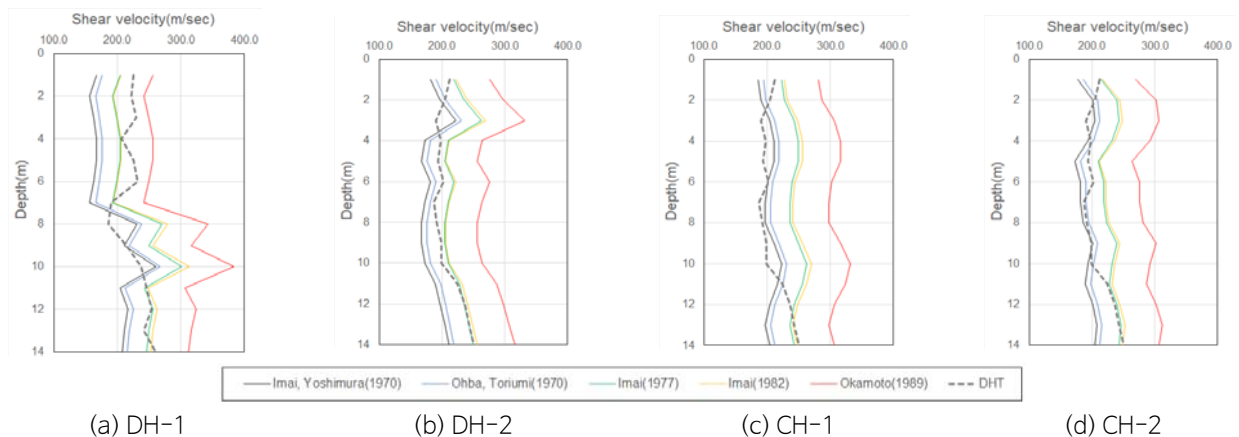 Shear velocity(m/sec)
100.0 200.0 300.0 400.0
0
2
4
6
8
10
12
14
Depth(m)
Shear velocity(m/sec)
100.0 200.0 300.0 400.0
0
2
4
6
8
10
12
14
Depth(m)
Shear velocity(m/sec)
100.0 200.0 300.0 400.0
0
2
4
6
8
10
12
14
Depth(m)
Shear velocity(m/sec)
100.0 200.0 300.0 400.0
0
2
4
6
8
10
12
14
Depth(m)
Imai, Yoshimura(1970) Ohba, Toriumi(1970) Imai(1977) Imai(1982) Okamoto(1989) DHT
(a) DH-1 (b) DH-2 (c) CH-1 (d) CH-2